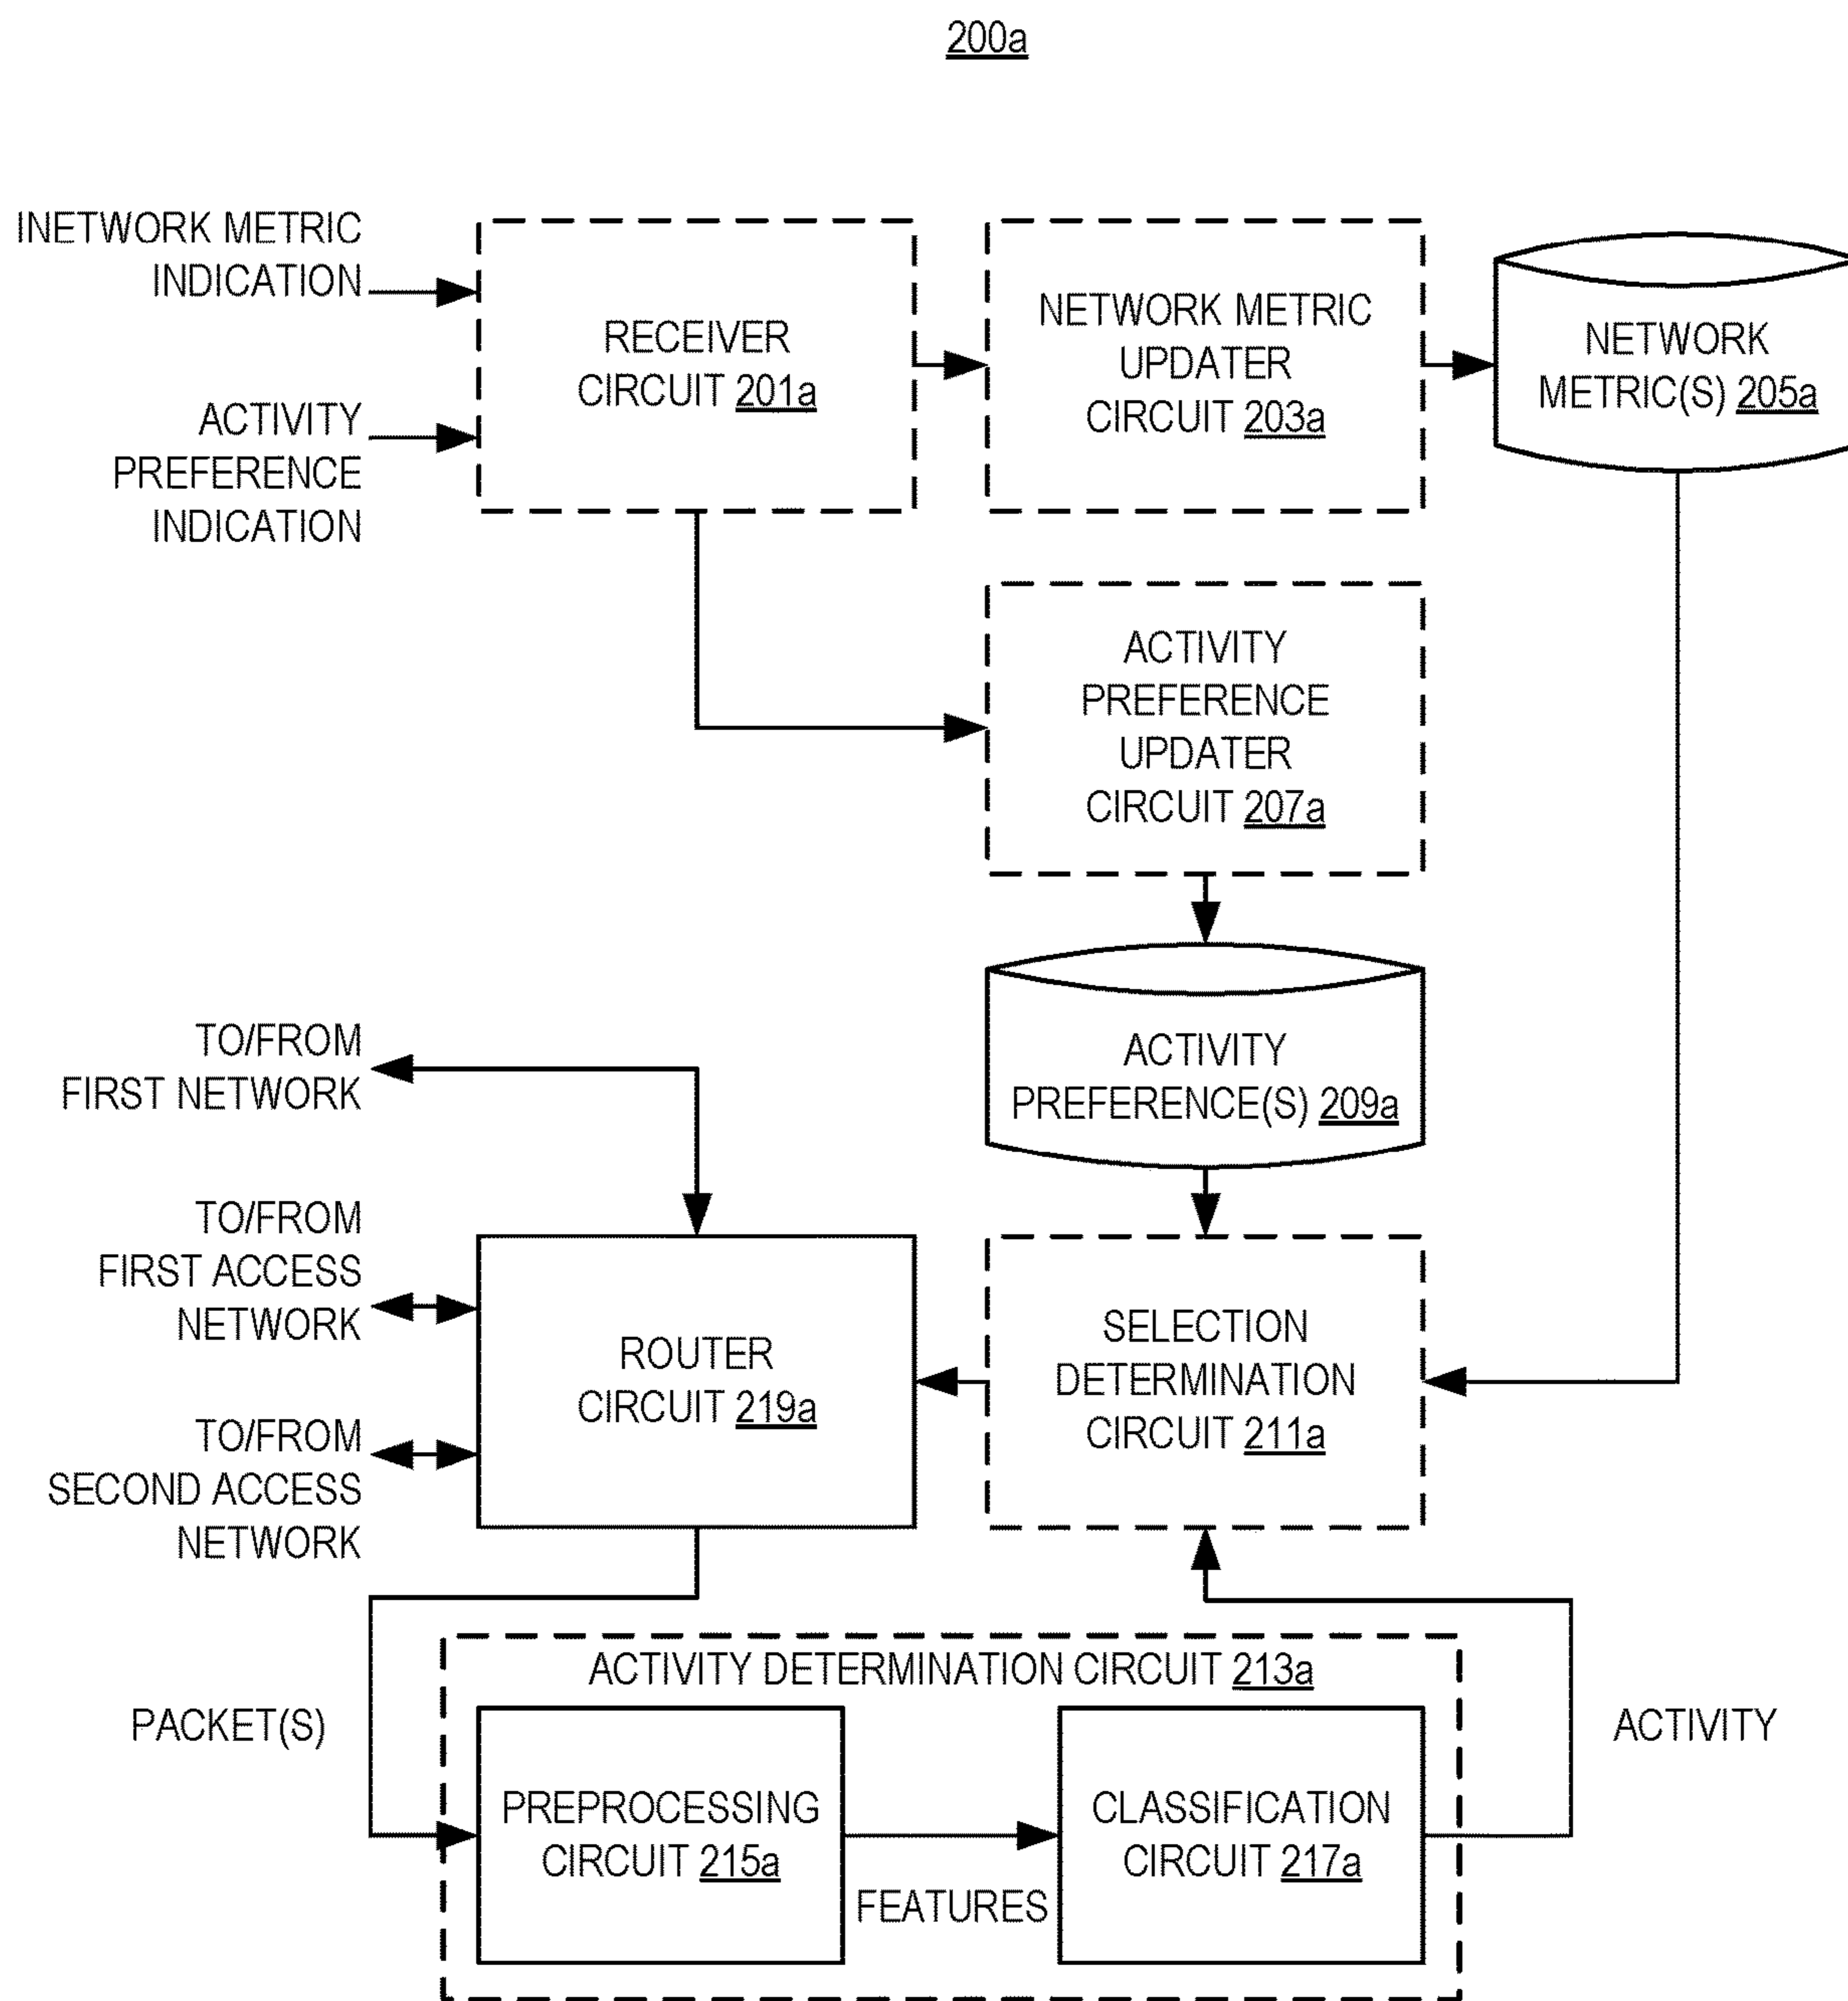 200a
INETWORK METRIC
INDICATION
ACTIVITY
PREFERENCE
INDICATION
RECEIVER
CIRCUIT 201a
NETWORK METRIC
UPDATER
CIRCUIT 203a
NETWORK
METRIC(S) 205a
ACTIVITY
PREFERENCE
UPDATER
CIRCUIT 207a
ACTIVITY
PREFERENCE(S) 209a
TO/FROM
FIRST NETWORK
TO/FROM
FIRST ACCESS
NETWORK
TO/FROM
SECOND ACCESS
NETWORK
ROUTER
CIRCUIT 219a
SELECTION
DETERMINATION
CIRCUIT 211a
ACTIVITY DETERMINATION CIRCUIT 213a
PACKET(S)
PREPROCESSING
CIRCUIT 215a
FEATURES
CLASSIFICATION
CIRCUIT 217a
ACTIVITY